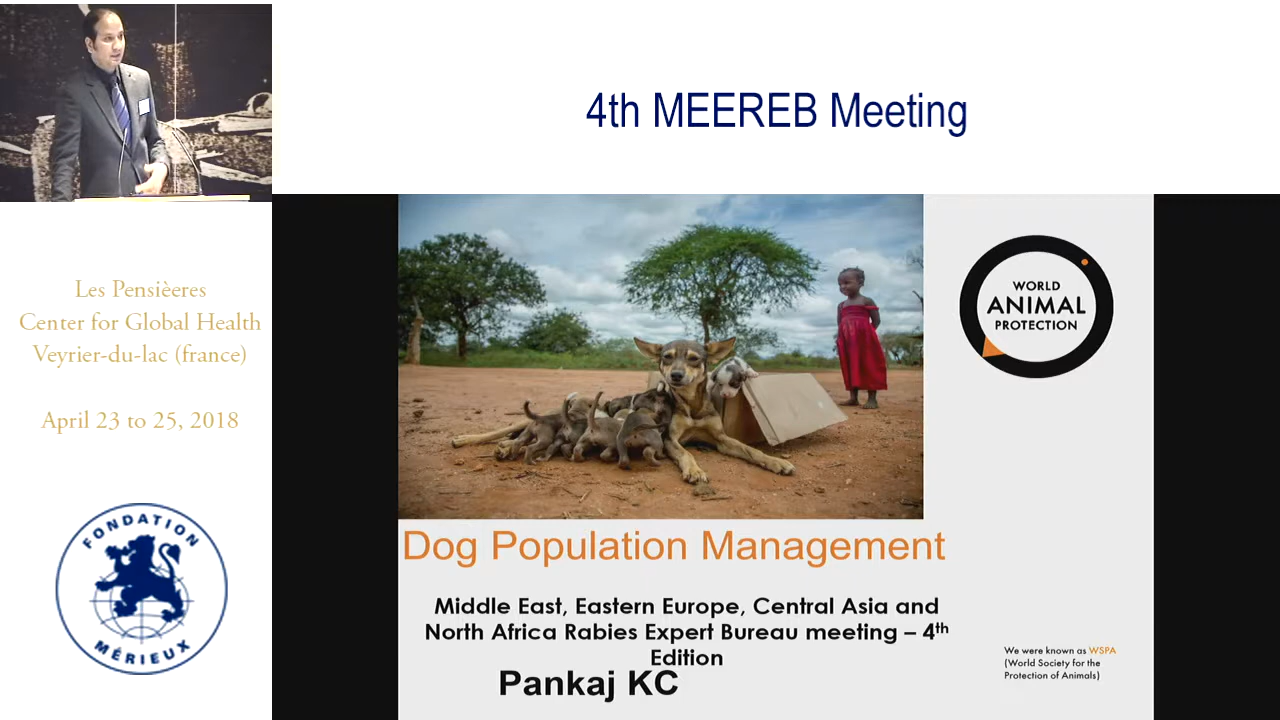 4th MEEREB Meeting
Les Pensièeres
Center for Global Health
Veyrier-du-lac (france)
April 23 to 25, 2018
FONDATION
MÉRIEUX
WORLD
ANIMAL
PROTECTION
Dog Population Management
Middle East, Eastern Europe, Central Asia and
North Africa Rabies Expert Bureau meeting – 4th
Edition
Pankaj KC
We were known as WSPA
(World Society for the
Protection of Animals)